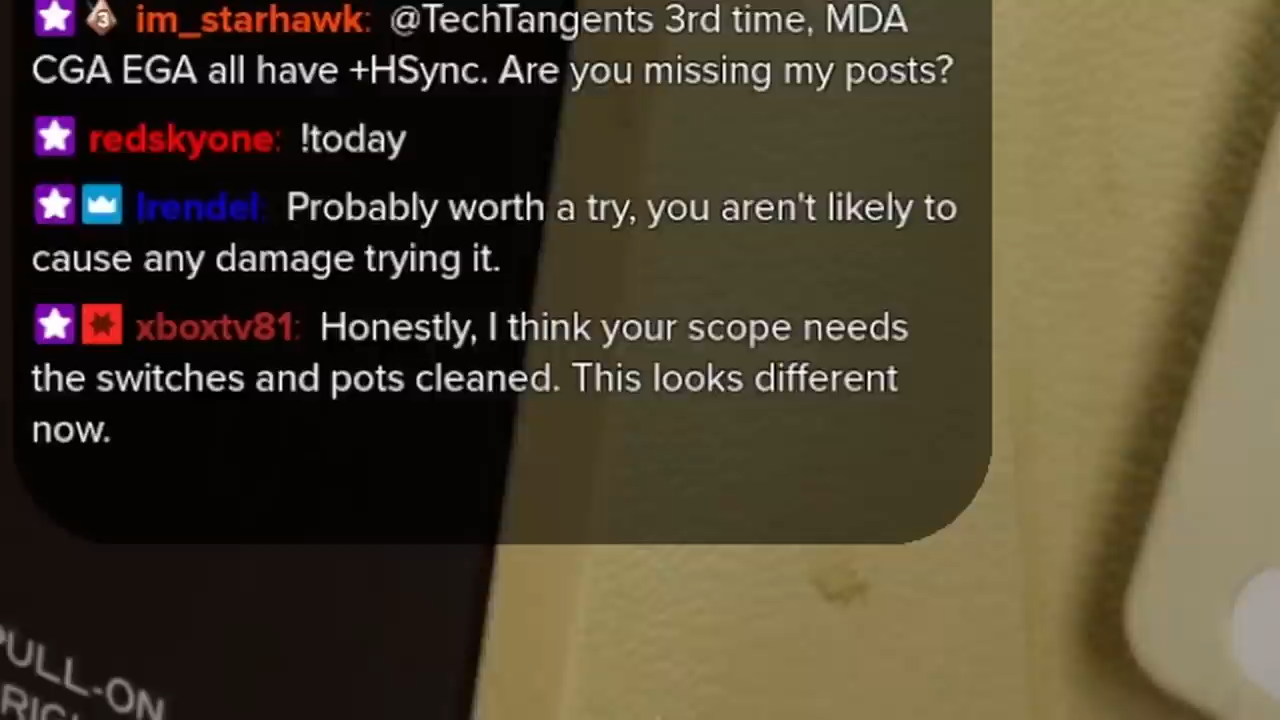 im_starhawk: @TechTangents 3rd time, MDA
CGA EGA all have +HSync. Are you missing my posts?
redskyone: !today
lrendel: Probably worth a try, you aren't likely to
cause any damage trying it.
xboxtv81: Honestly, I think your scope needs
the switches and pots cleaned. This looks different
now.
PULL-ON